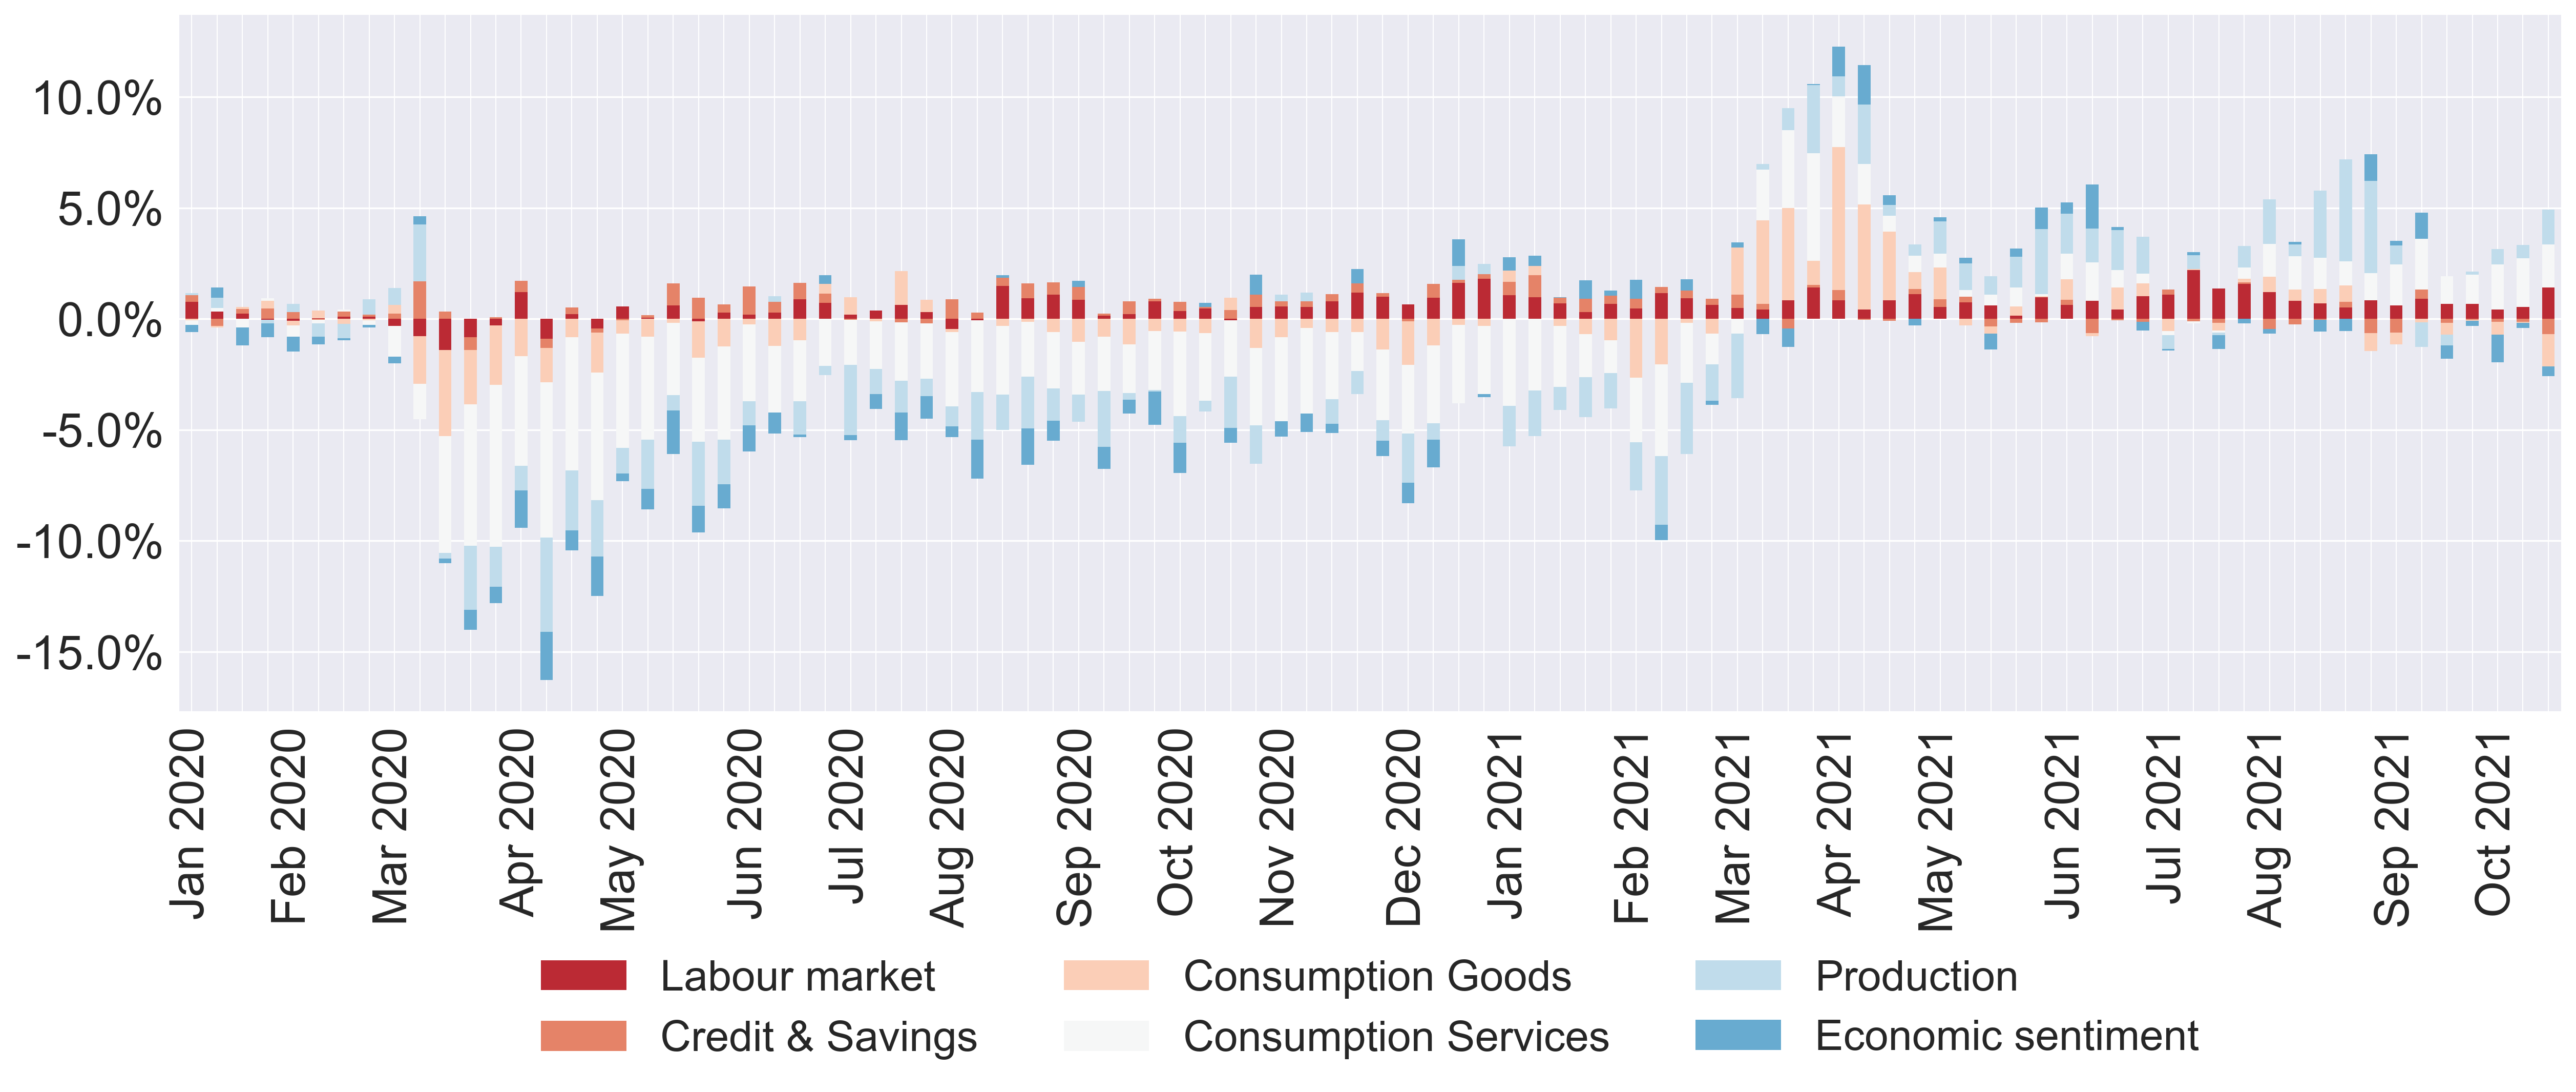 10.0%
5.0%
0.0%
-5.0%
-10.0%
-15.0%
Jan 2020
Feb 2020
Mar 2020
Apr 2020
May 2020
Jun 2020
Jul 2020
Aug 2020
Sep 2020
Oct 2020
Nov 2020
Dec 2020
Jan 2021
Feb 2021
Mar 2021
Apr 2021
May 2021
Jun 2021
Jul 2021
Aug 2021
Sep 2021
Oct 2021
Labour market
Consumption Goods
Production
Credit & Savings
Consumption Services
Economic sentiment